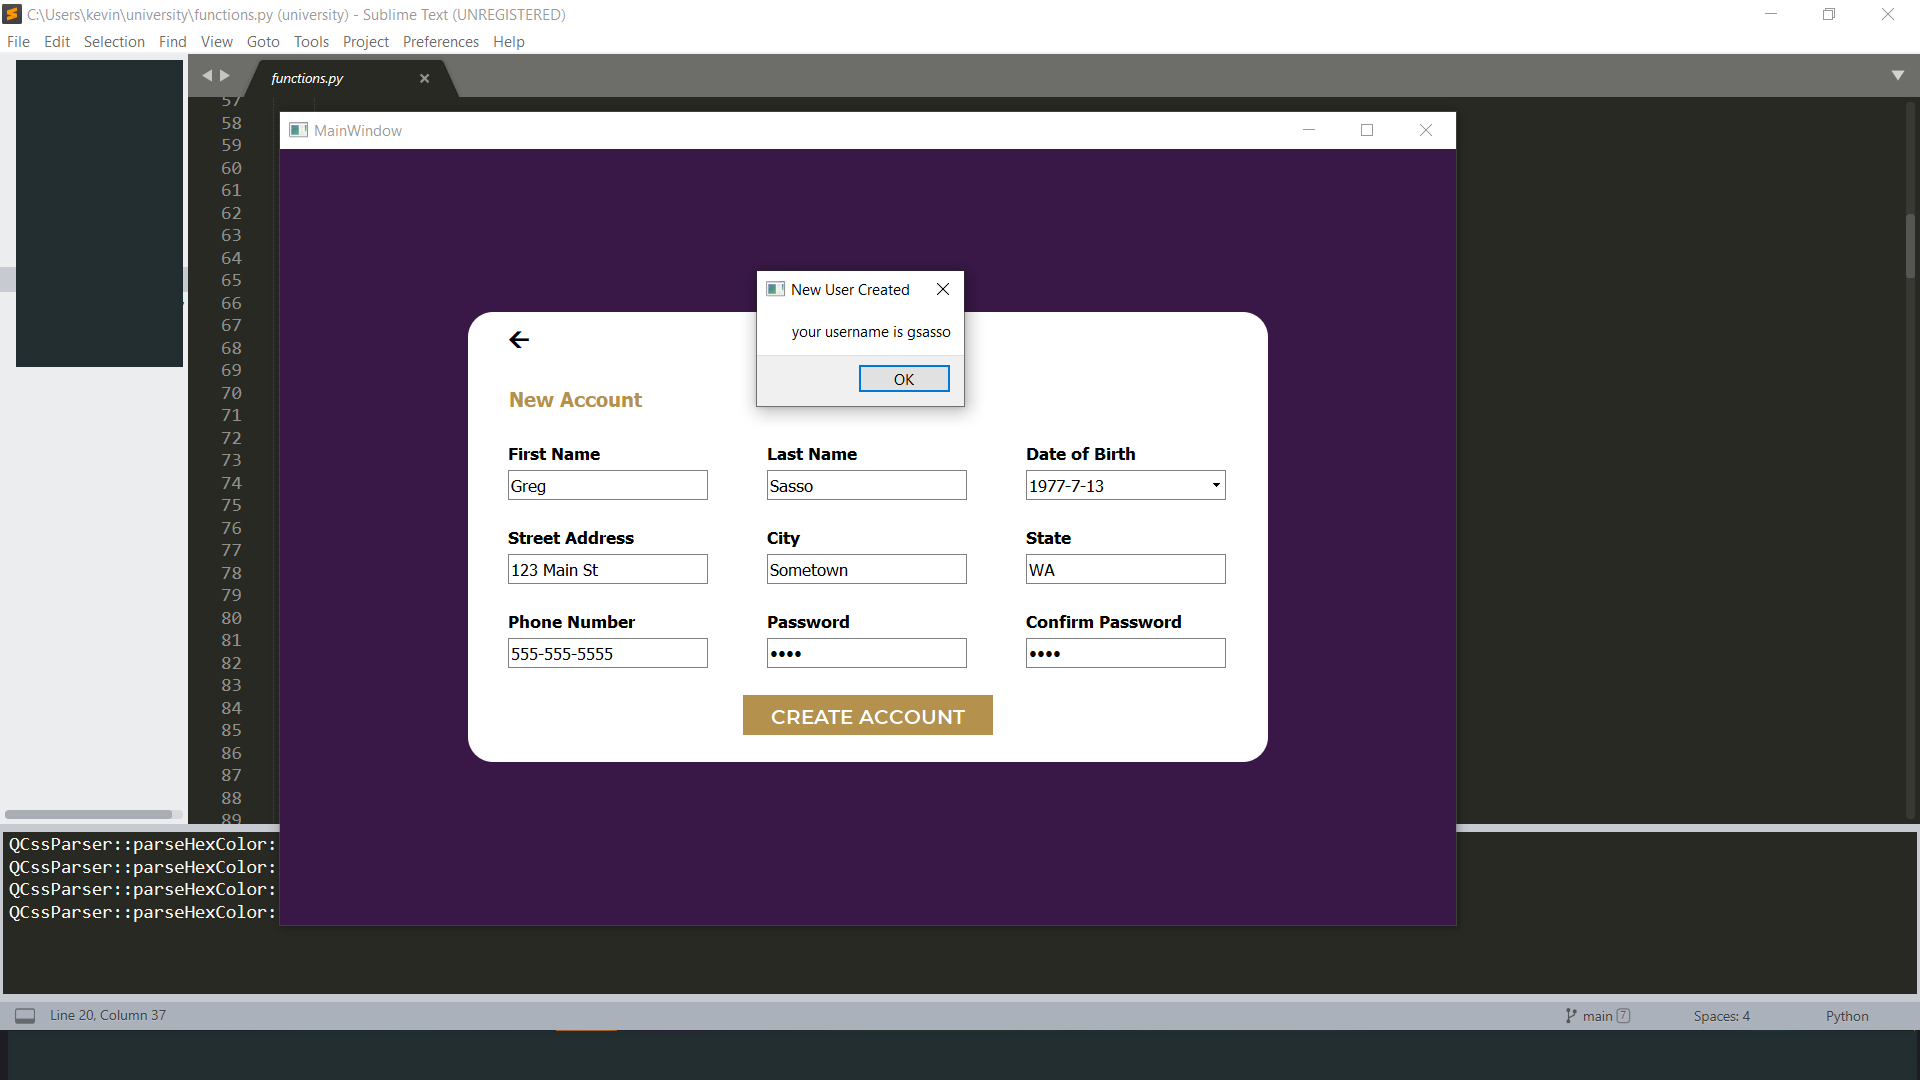 C:\Users\kevin\university\functions.py (university) - Sublime Text (UNREGISTERED)
File Edit Selection Find View Goto Tools Project Preferences Help
functions.py
57
58
59
60
61
62
63
64
65
66
67
68
69
70
71
72
73
74
75
76
77
78
79
80
81
82
83
84
85
86
87
88
89
MainWindow
New User Created
your username is gsasso
OK
New Account
First Name Last Name Date of Birth
Greg Sasso 1977-7-13
Street Address City State
123 Main St Sometown WA
Phone Number Password Confirm Password
555-555-5555 •••• ••••
CREATE ACCOUNT
QCssParser::parseHexColor:
QCssParser::parseHexColor:
QCssParser::parseHexColor:
QCssParser::parseHexColor:
Line 20, Column 37 main 7 Spaces: 4 Python